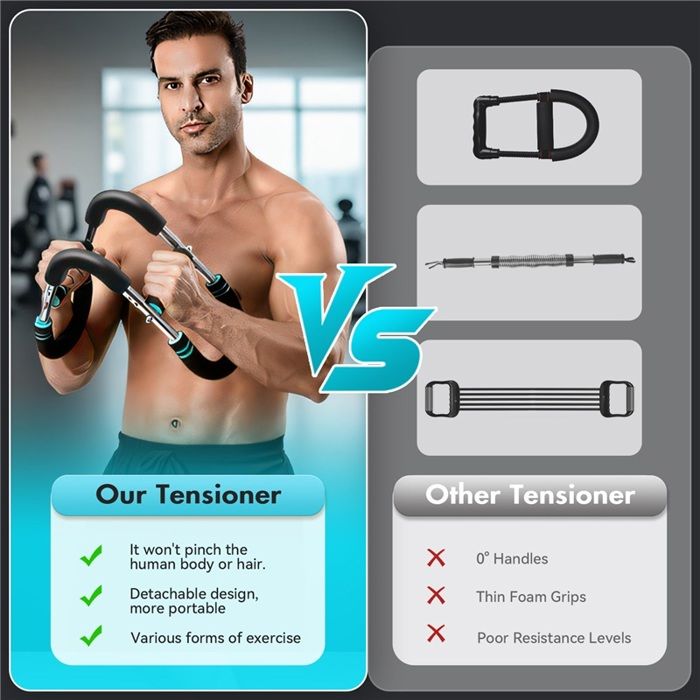 VS
Our Tensioner
It won't pinch the
human body or hair.
Detachable design,
more portable
Various forms of exercise
Other Tensioner
0° Handles
Thin Foam Grips
Poor Resistance Levels